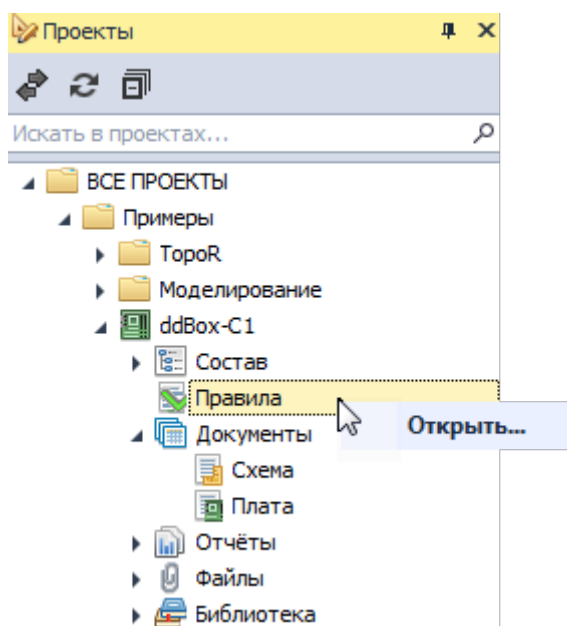 Проекты
Искать в проектах...
ВСЕ ПРОЕКТЫ
Примеры
TopoR
Моделирование
ddBox-C1
Состав
Правила
Открыть...
Документы
Схема
Плата
Отчёты
Файлы
Библиотека